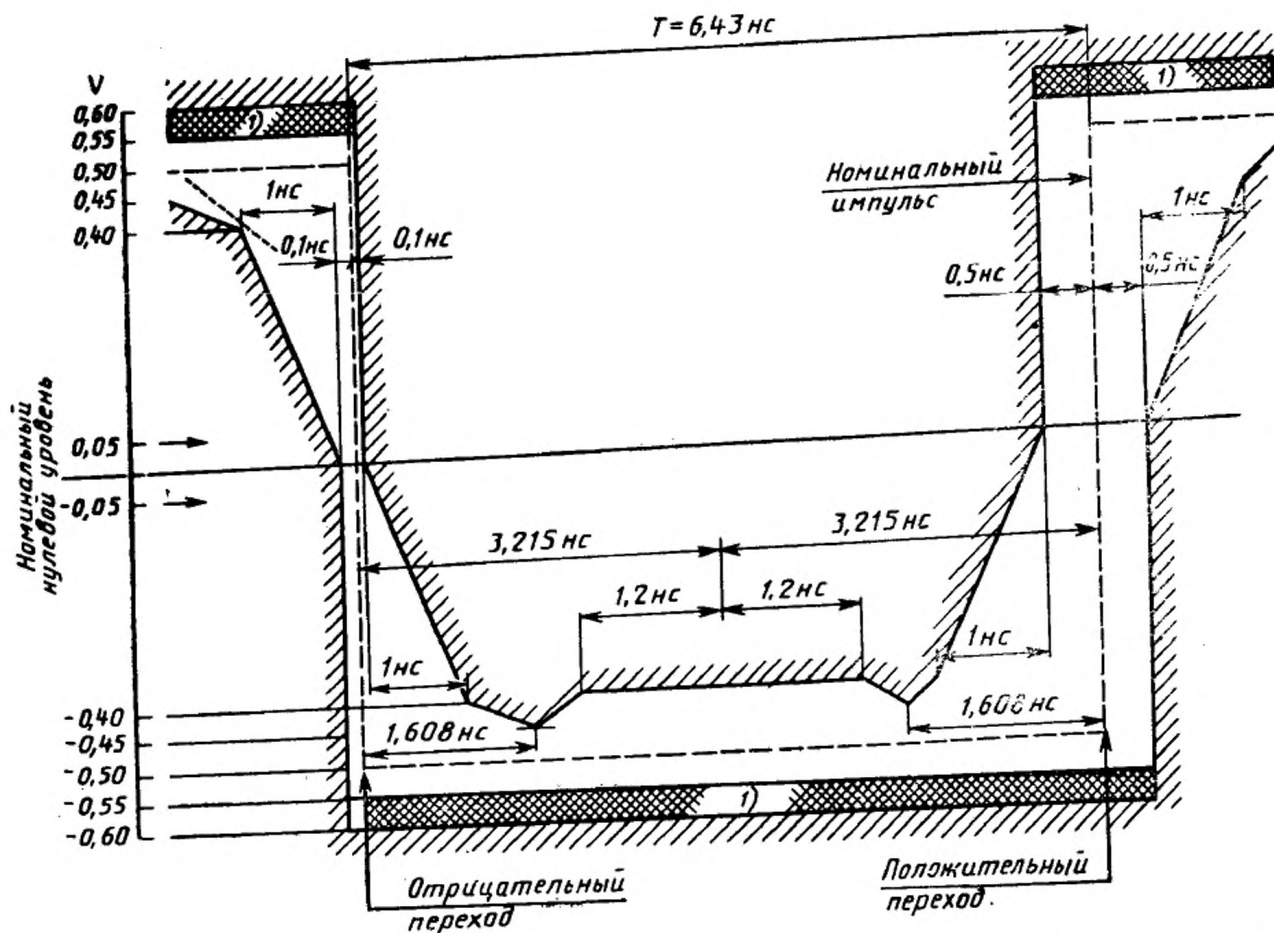 T = 6,43 нс
V
0,60
0,55
0,50
0,45
0,40
0,05
-0,05
-0,40
-0,45
-0,50
-0,55
-0,60
Номинальный
нулевой уровень
1)
1)
1нс
0,1нс
0,1нс
Номинальный
импульс
1нс
0,5нс
0,5нс
3,215 нс
3,215 нс
1,2нс
1,2нс
1нс
1нс
1,608 нс
1,608 нс
1)
Отрицательный
переход
Положительный
переход.